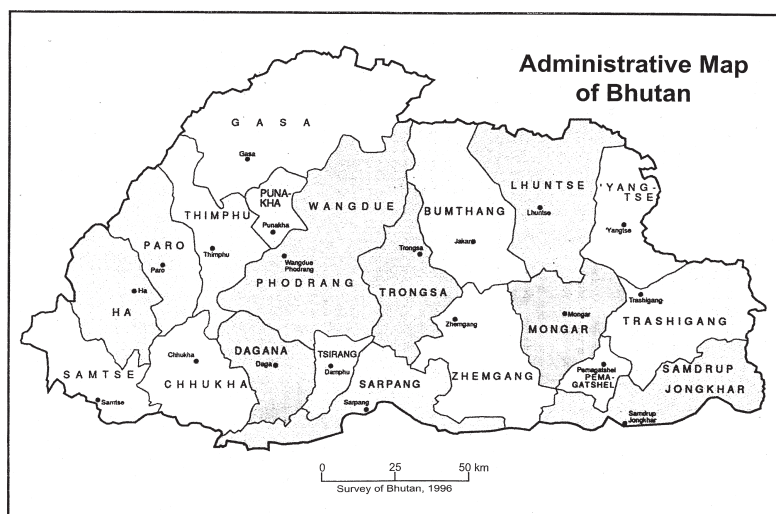 Administrative Map
of Bhutan
GASA
Gasa
PUNA-
KHA
Punakha
THIMPHU
Thimphu
WANGDUE
Wangdue
Phodrang
PHODRANG
BUMTHANG
Jakar
LHUNTSE
Lhuntse
'YANG-
TSE
'Yangtse
PARO
Paro
Ha
HA
Trongsa
TRONGSA
Zhemgang
ZHEMGANG
Mongar
MONGAR
Trashigang
TRASHIGANG
SAMTSE
Samtse
Chhukha
CHHUKHA
DAGANA
Daga
TSIRANG
Damphu
SARPANG
Sarpang
Pemagatshel
PEMA-
GATSHEL
SAMDRUP
JONGKHAR
Samdrup
Jongkhar
0 25 50 km
Survey of Bhutan, 1996